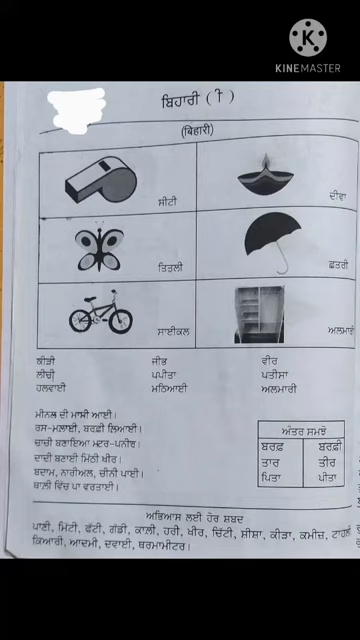 KINEMASTER
ਬਿਹਾਰੀ ( ੀ )
(ਬਿਹਾਰੀ)
ਸੀਟੀ
ਦੀਵਾ
ਤਿਤਲੀ
ਛਤਰੀ
ਸਾਈਕਲ
ਅਲਮਾਰੀ
ਕੀੜੀ ਜੀਭ ਵੀਰ
ਲੀਚੀ ਪਪੀਤਾ ਪਤੀਸਾ
ਹਲਵਾਈ ਮਠਿਆਈ ਅਲਮਾਰੀ
ਮੀਨਲ ਦੀ ਮਾਸੀ ਆਈ।
ਰਸ-ਮਲਾਈ, ਬਰਫ਼ੀ ਲਿਆਈ।
ਚਾਚੀ ਬਣਾਇਆ ਮਟਰ-ਪਨੀਰ।
ਦਾਦੀ ਬਣਾਈ ਮਿੱਠੀ ਖੀਰ।
ਬਦਾਮ, ਨਾਰੀਅਲ, ਚੀਨੀ ਪਾਈ।
ਥਾਲੀ ਵਿੱਚ ਪਾ ਵਰਤਾਈ।
ਅੰਤਰ ਸਮਝੋ
ਬਰਫ਼ ਬਰਫ਼ੀ
ਤਾਰ ਤੀਰ
ਪਿਤਾ ਪੀਤਾ
ਅਭਿਆਸ ਲਈ ਹੋਰ ਸ਼ਬਦ
ਪਾਣੀ, ਮਿੱਟੀ, ਫੱਟੀ, ਗੱਡੀ, ਕਾਲੀ, ਹਰੀ, ਖੀਰ, ਚਿੱਟੀ, ਸ਼ੀਸ਼ਾ, ਕੀੜਾ, ਕਮੀਜ਼,
ਕਿਆਰੀ, ਆਦਮੀ, ਦਵਾਈ, ਥਰਮਾਮੀਟਰ।